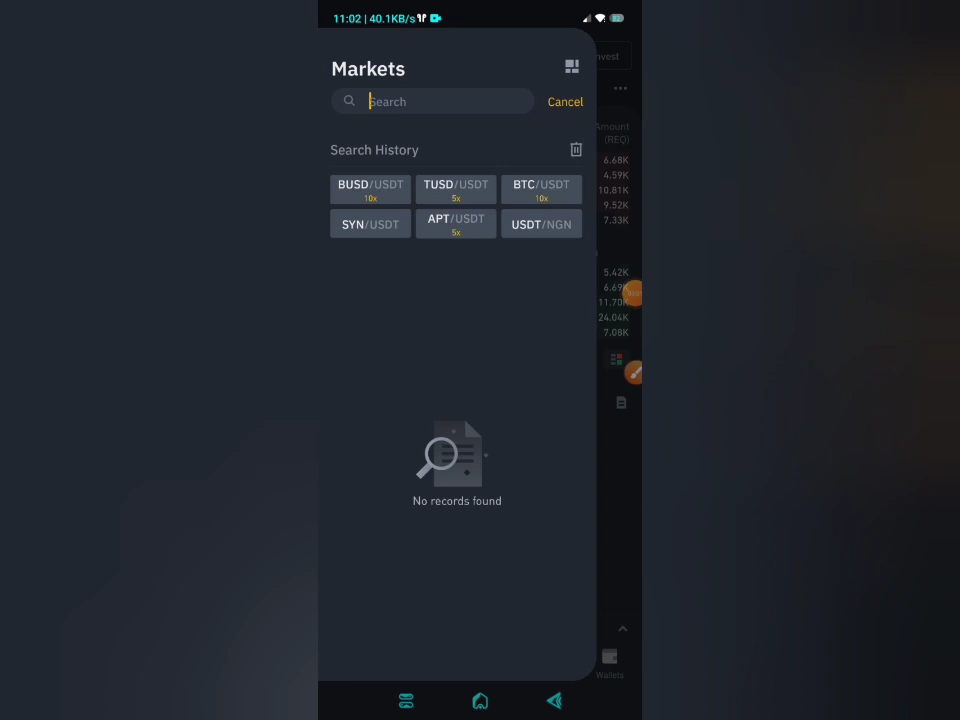 11:02 | 40.1KB/s
Markets
Search
Cancel
Search History
BUSD/USDT
10x
TUSD/USDT
5x
BTC/USDT
10x
SYN/USDT
APT/USDT
5x
USDT/NGN
No records found
nvest
Amount
(REQ)
6.68K
4.59K
10.81K
9.52K
7.33K
5.42K
6.69K
11.70K
24.04K
7.08K
Wallets